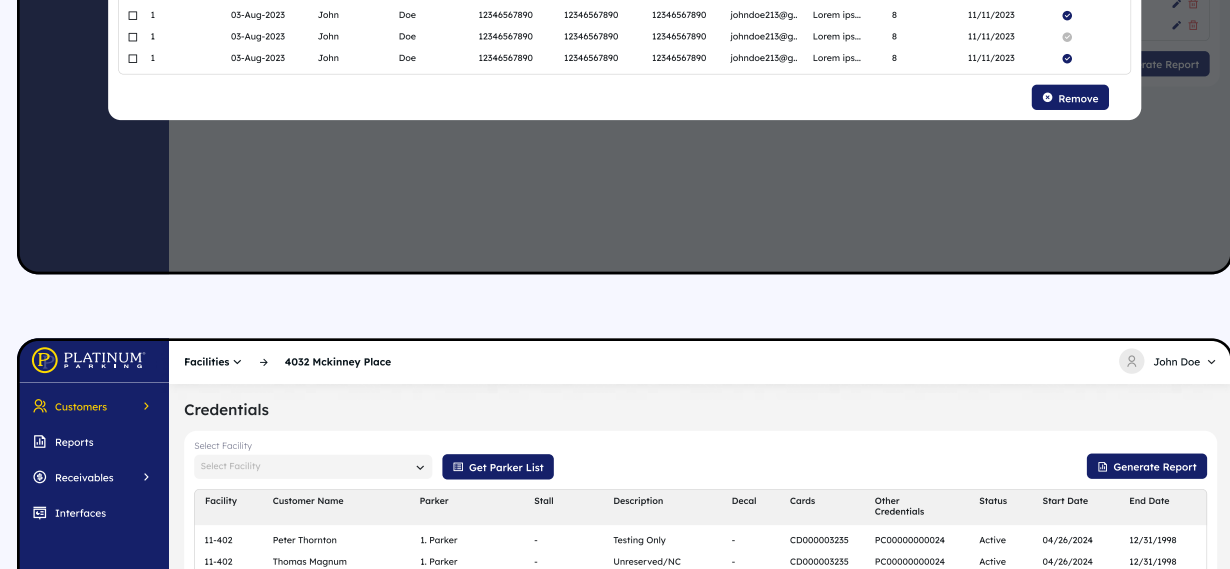 1 03-Aug-2023 John Doe 12346567890 12346567890 12346567890 johndoe213@g.. Lorem ips... 8 11/11/2023
1 03-Aug-2023 John Doe 12346567890 12346567890 12346567890 johndoe213@g.. Lorem ips... 8 11/11/2023
1 03-Aug-2023 John Doe 12346567890 12346567890 12346567890 johndoe213@g.. Lorem ips... 8 11/11/2023
rate Report
Remove
PLATINUM
PARKING
Facilities → 4032 Mckinney Place
John Doe
Customers
Reports
Receivables
Interfaces
Credentials
Select Facility
Select Facility
Get Parker List
Generate Report
Facility Customer Name Parker Stall Description Decal Cards Other Credentials Status Start Date End Date
11-402 Peter Thornton 1. Parker - Testing Only - CD000003235 PC00000000024 Active 04/26/2024 12/31/1998
11-402 Thomas Magnum 1. Parker - Unreserved/NC - CD000003235 PC00000000024 Active 04/26/2024 12/31/1998